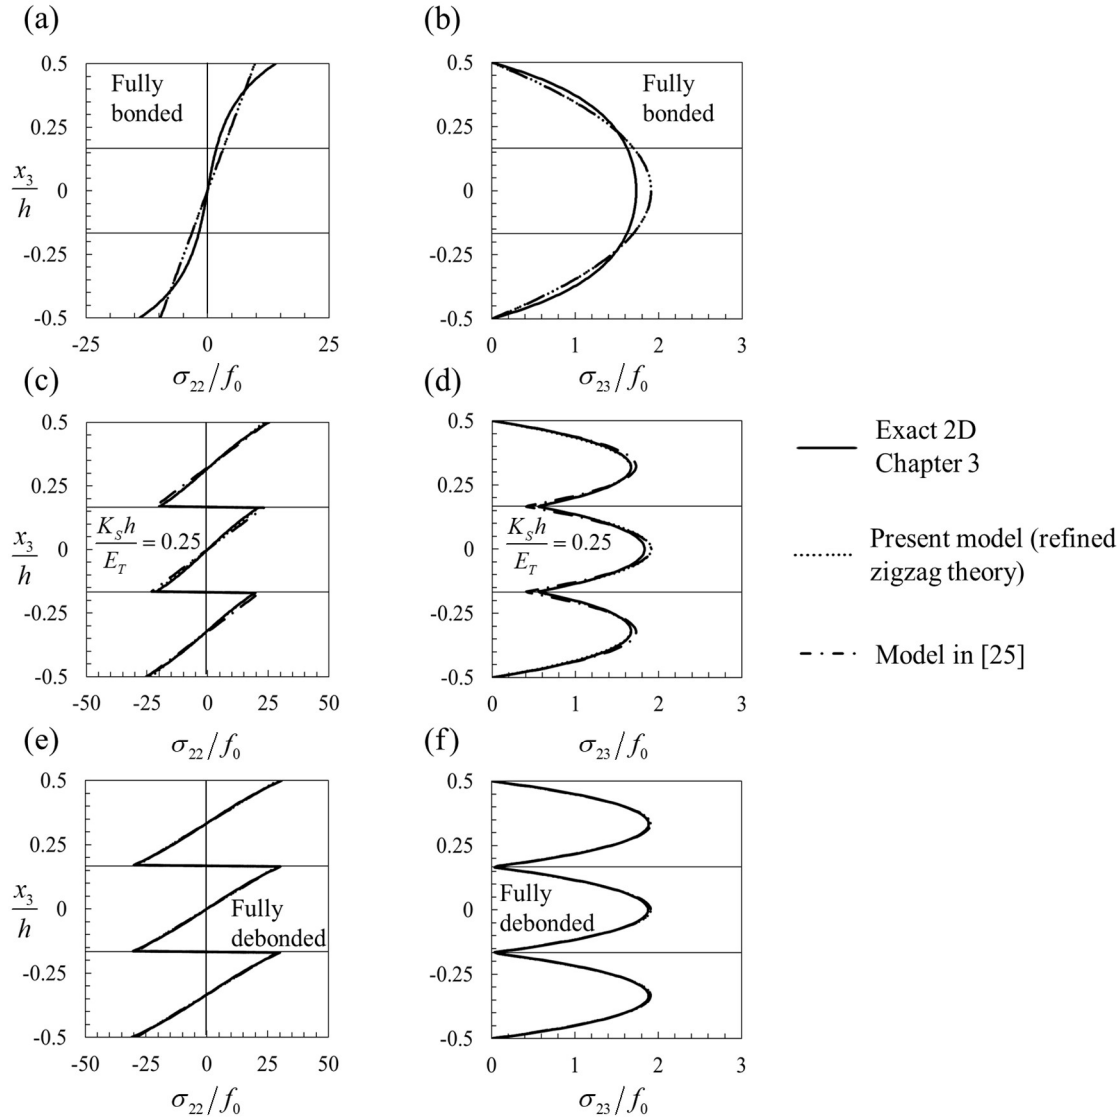 (a)
(b)
0.5
0.25
x₃/h
0
-0.25
-0.5
Fully
bonded
-25
0
25
σ₂₂/f₀
0.5
0.25
0
-0.25
-0.5
Fully
bonded
0
1
2
3
σ₂₃/f₀
(c)
(d)
0.5
0.25
x₃/h
0
-0.25
-0.5
K_S h/E_T = 0.25
-50
-25
0
25
50
σ₂₂/f₀
0.5
0.25
0
-0.25
-0.5
K_S h/E_T = 0.25
0
1
2
3
σ₂₃/f₀
Exact 2D
Chapter 3
Present model (refined
zigzag theory)
Model in [25]
(e)
(f)
0.5
0.25
x₃/h
0
-0.25
-0.5
Fully
debonded
-50
-25
0
25
50
σ₂₂/f₀
0.5
0.25
0
-0.25
-0.5
Fully
debonded
0
1
2
3
σ₂₃/f₀